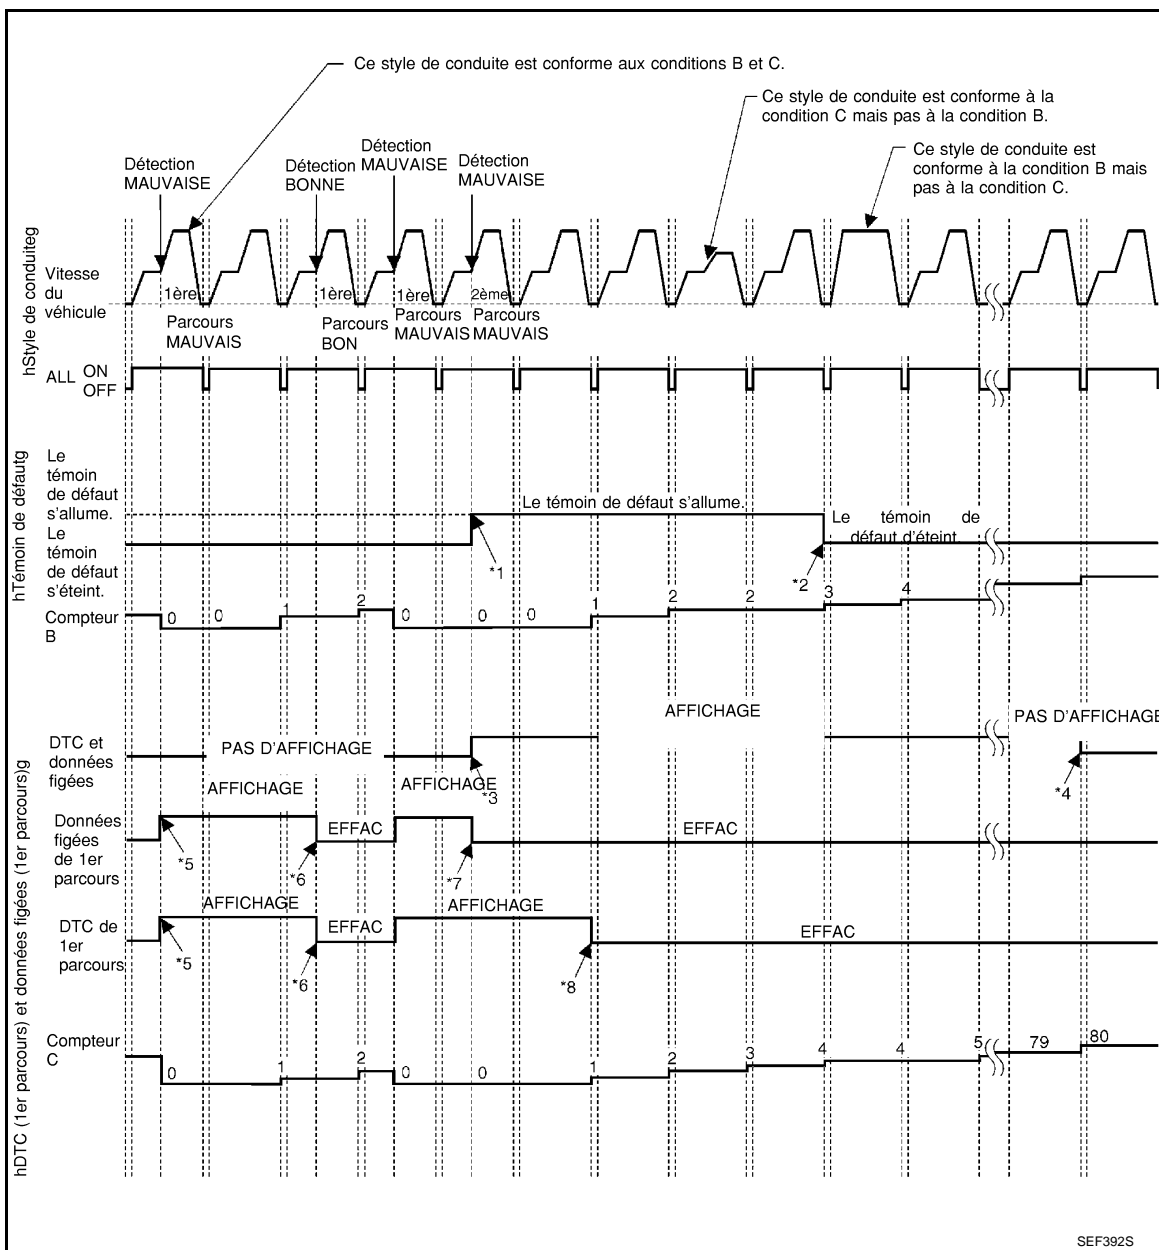 Ce style de conduite est conforme aux conditions B et C.
Ce style de conduite est conforme à la
condition C mais pas à la condition B.
Ce style de conduite est
conforme à la condition B mais
pas à la condition C.
Détection
MAUVAISE
Détection
BONNE
Détection
MAUVAISE
Détection
MAUVAISE
hStyle de conduiteg
Vitesse
du
véhicule
1ère
1ère
1ère
2ème
Parcours
MAUVAIS
Parcours
BON
Parcours
MAUVAIS
Parcours
MAUVAIS
ALL ON
OFF
hTémoin de défautg
Le
témoin
de défaut
s'allume.
Le
témoin
de défaut
s'éteint.
Le témoin de défaut s'allume.
Le témoin de
défaut d'éteint
*1
*2
Compteur
B
0 0 1 2 0 0 0 1 2 2 3 4
hDTC (1er parcours) et données figées (1er parcours)g
DTC et
données
figées
PAS D'AFFICHAGE
AFFICHAGE
PAS D'AFFICHAGE
*3
*4
Données
figées
de 1er
parcours
AFFICHAGE
EFFAC
AFFICHAGE
EFFAC
*5
*6
*7
DTC de
1er
parcours
AFFICHAGE
EFFAC
AFFICHAGE
EFFAC
*5
*6
*8
Compteur
C
0 1 2 0 0 1 2 3 4 4 5 79 80
SEF392S